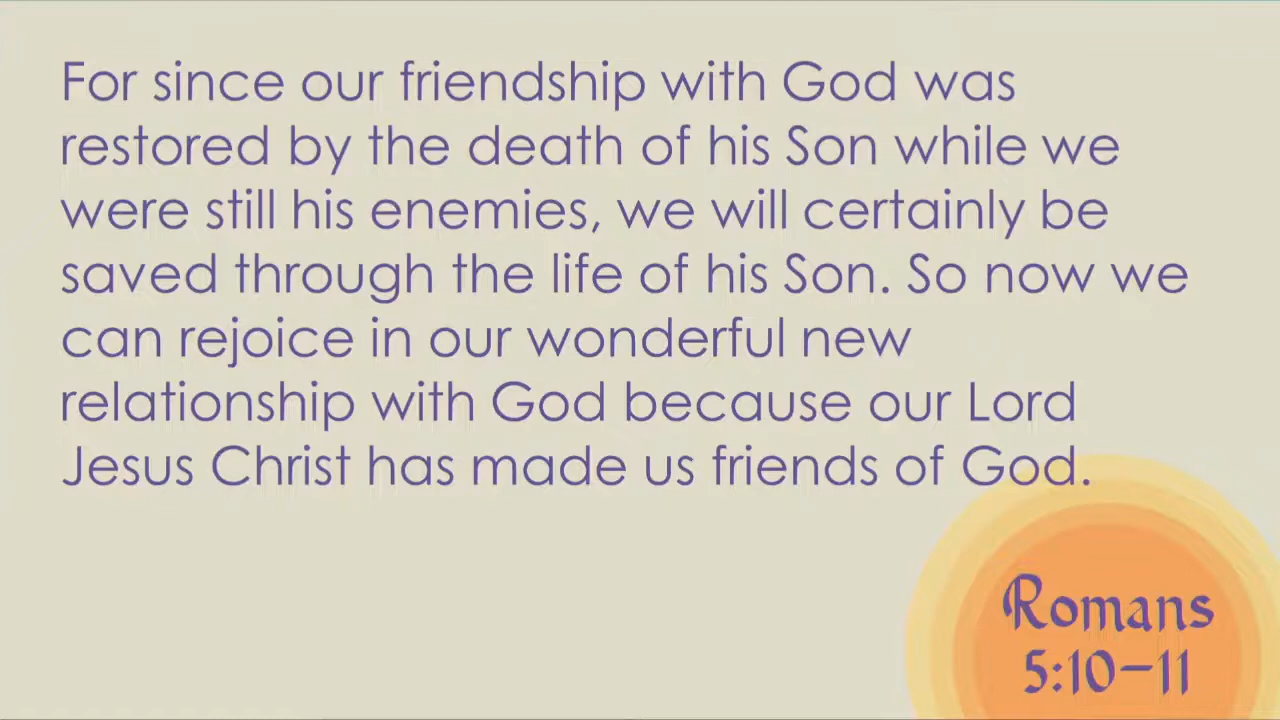 For since our friendship with God was
restored by the death of his Son while we
were still his enemies, we will certainly be
saved through the life of his Son. So now we
can rejoice in our wonderful new
relationship with God because our Lord
Jesus Christ has made us friends of God.
Romans
5:10–11